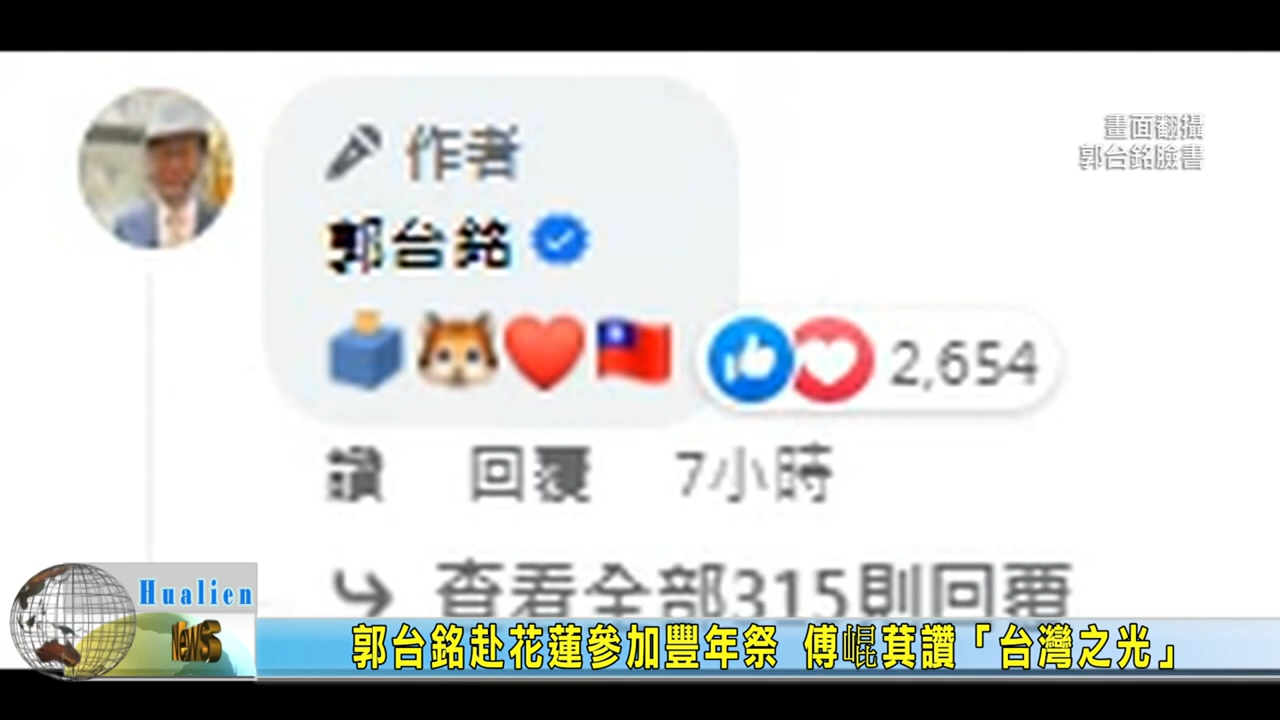 作者
畫面翻攝
郭台銘臉書
郭台銘
2,654
讚 回覆 7小時
查看全部315則回覆
Hualien
News
郭台銘赴花蓮參加豐年祭 傅崐萁讚「台灣之光」